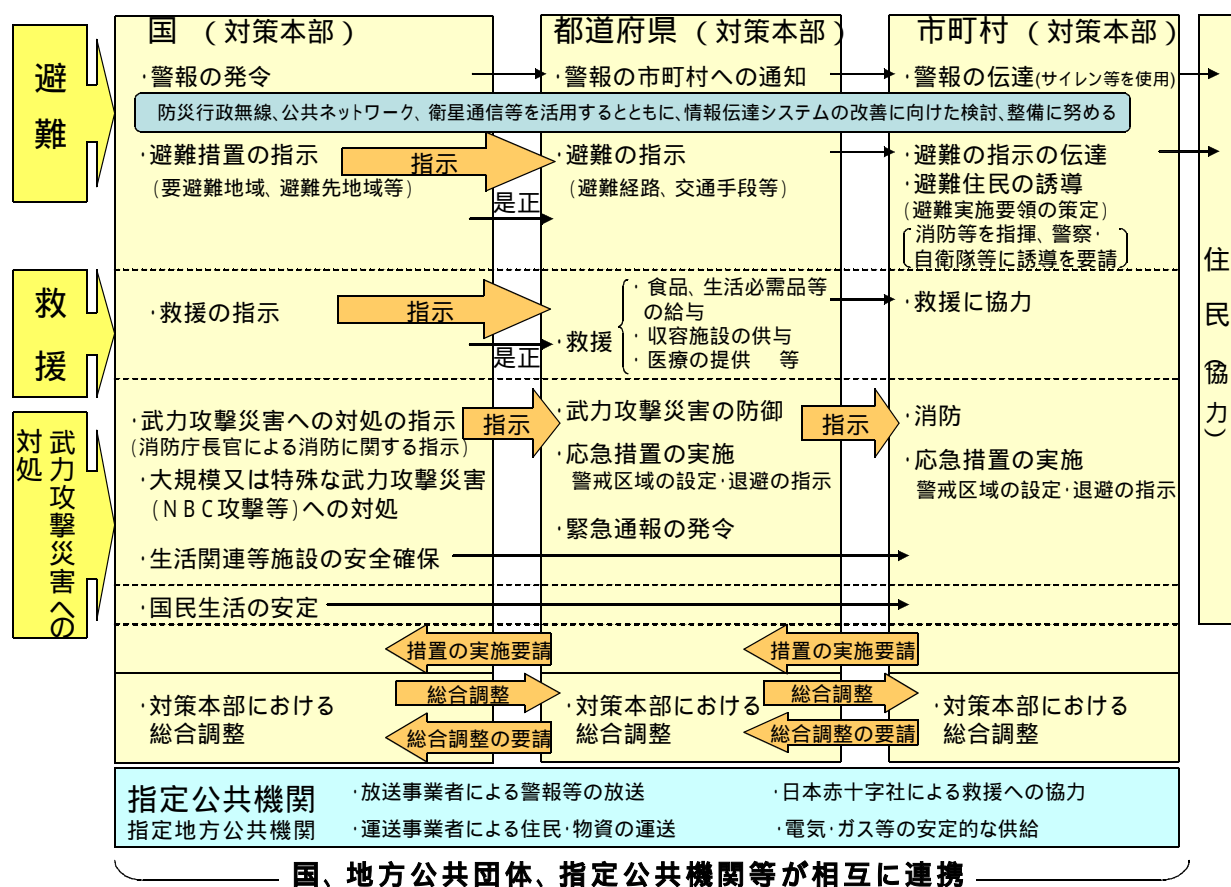 国 (対策本部)
都道府県 (対策本部)
市町村 (対策本部)
避難
・警報の発令
・警報の市町村への通知
・警報の伝達(サイレン等を使用)
防災行政無線、公共ネットワーク、衛星通信等を活用するとともに、情報伝達システムの改善に向けた検討、整備に努める
・避難措置の指示
(要避難地域、避難先地域等)
指示
是正
・避難の指示
(避難経路、交通手段等)
・避難の指示の伝達
・避難住民の誘導
(避難実施要領の策定)
消防等を指揮、警察・
自衛隊等に誘導を要請
救援
・救援の指示
指示
是正
・救援
・食品、生活必需品等
の給与
・収容施設の供与
・医療の提供 等
・救援に協力
武力攻撃災害への
対処
・武力攻撃災害への対処の指示
(消防庁長官による消防に関する指示)
・大規模又は特殊な武力攻撃災害
(NBC攻撃等)への対処
指示
・武力攻撃災害の防御
・応急措置の実施
警戒区域の設定・退避の指示
・緊急通報の発令
指示
・消防
・応急措置の実施
警戒区域の設定・退避の指示
・生活関連等施設の安全確保
・国民生活の安定
住民(協力)
措置の実施要請
措置の実施要請
・対策本部における
総合調整
総合調整
総合調整の要請
・対策本部における
総合調整
総合調整
総合調整の要請
・対策本部における
総合調整
指定公共機関
指定地方公共機関
・放送事業者による警報等の放送
・日本赤十字社による救援への協力
・運送事業者による住民・物資の運送
・電気・ガス等の安定的な供給
国、地方公共団体、指定公共機関等が相互に連携